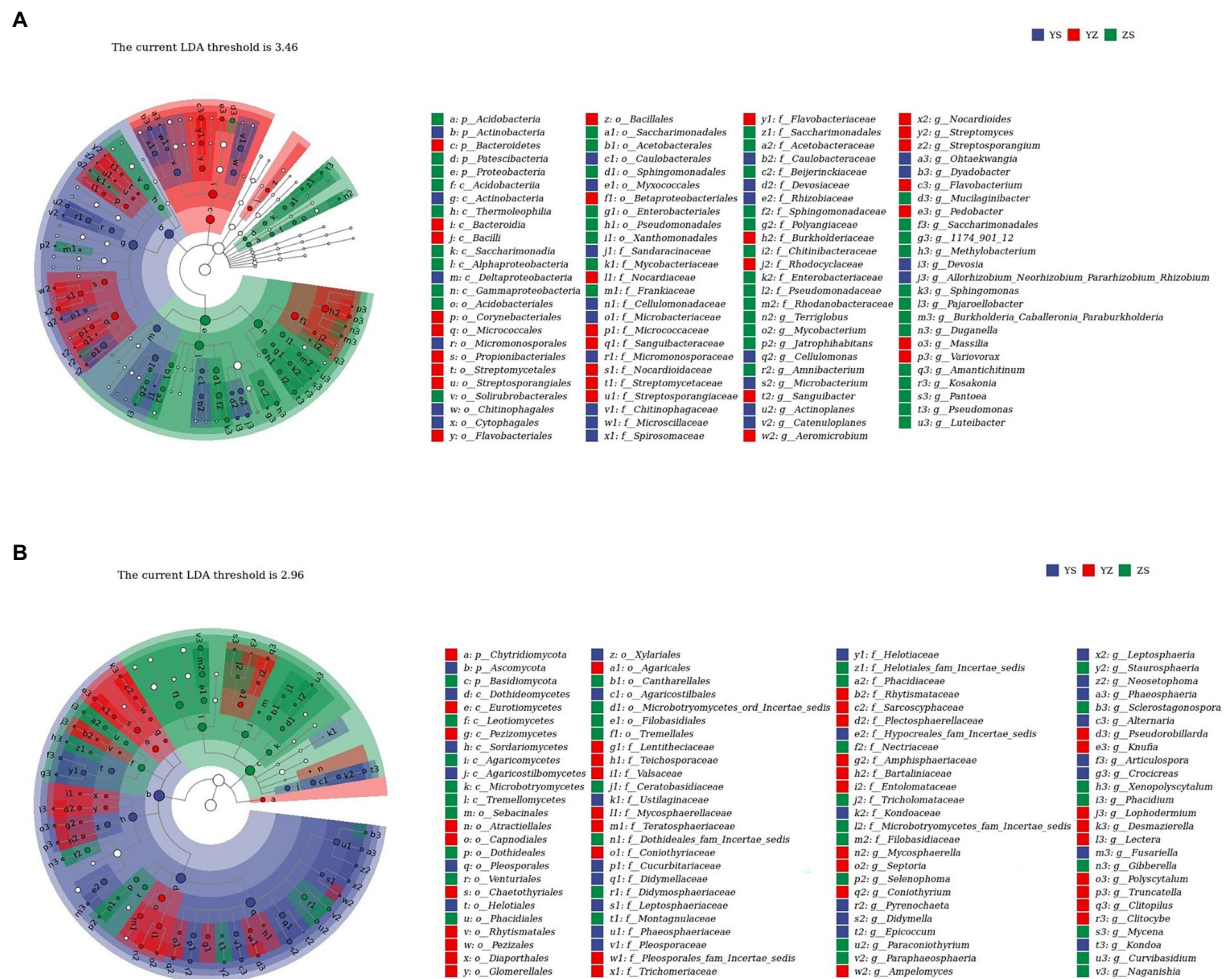 A
The current LDA threshold is 3.46
YS YZ ZS
a: p__Acidobacteria
b: p__Actinobacteria
c: p__Bacteroidetes
d: p__Patescibacteria
e: p__Proteobacteria
f: c__Acidobacteriia
g: c__Actinobacteria
h: c__Thermoleophilia
i: c__Bacteroidia
j: c__Bacilli
k: c__Saccharimonadia
l: c__Alphaproteobacteria
m: c__Deltaproteobacteria
n: c__Gammaproteobacteria
o: o__Acidobacteriales
p: o__Corynebacteriales
q: o__Micrococcales
r: o__Micromonosporales
s: o__Propionibacteriales
t: o__Streptomycetales
u: o__Streptosporangiales
v: o__Solirubrobacterales
w: o__Chitinophagales
x: o__Cytophagales
y: o__Flavobacteriales
z: o__Bacillales
a1: o__Saccharimonadales
b1: o__Acetobacterales
c1: o__Caulobacterales
d1: o__Sphingomonadales
e1: o__Myxococcales
f1: o__Betaproteobacteriales
g1: o__Enterobacteriales
h1: o__Pseudomonadales
i1: o__Xanthomonadales
j1: f__Sandaracinaceae
k1: f__Mycobacteriaceae
l1: f__Nocardiaceae
m1: f__Frankiaceae
n1: f__Cellulomonadaceae
o1: f__Microbacteriaceae
p1: f__Micrococcaceae
q1: f__Sanguibacteraceae
r1: f__Micromonosporaceae
s1: f__Nocardioidaceae
t1: f__Streptomycetaceae
u1: f__Streptosporangiaceae
v1: f__Chitinophagaceae
w1: f__Microscillaceae
x1: f__Spirosomaceae
y1: f__Flavobacteriaceae
z1: f__Saccharimonadales
a2: f__Acetobacteraceae
b2: f__Caulobacteraceae
c2: f__Beijerinckiaceae
d2: f__Devosiaceae
e2: f__Rhizobiaceae
f2: f__Sphingomonadaceae
g2: f__Polyangiaceae
h2: f__Burkholderiaceae
i2: f__Chitinibacteraceae
j2: f__Rhodocyclaceae
k2: f__Enterobacteriaceae
l2: f__Pseudomonadaceae
m2: f__Rhodanobacteraceae
n2: g__Terriglobus
o2: g__Mycobacterium
p2: g__Jatrophihabitans
q2: g__Cellulomonas
r2: g__Amnibacterium
s2: g__Microbacterium
t2: g__Sanguibacter
u2: g__Actinoplanes
v2: g__Catenuloplanes
w2: g__Aeromicrobium
x2: g__Nocardioides
y2: g__Streptomyces
z2: g__Streptosporangium
a3: g__Ohtaekwangia
b3: g__Dyadobacter
c3: g__Flavobacterium
d3: g__Mucilaginibacter
e3: g__Pedobacter
f3: g__Saccharimonadales
g3: g__1174_901_12
h3: g__Methylobacterium
i3: g__Devosia
j3: g__Allorhizobium_Neorhizobium_Pararhizobium_Rhizobium
k3: g__Sphingomonas
l3: g__Pajaroellobacter
m3: g__Burkholderia_Caballeronia_Paraburkholderia
n3: g__Duganella
o3: g__Massilia
p3: g__Variovorax
q3: g__Amantichitinum
r3: g__Kosakonia
s3: g__Pantoea
t3: g__Pseudomonas
u3: g__Luteibacter
B
The current LDA threshold is 2.96
YS YZ ZS
a: p__Chytridiomycota
b: p__Ascomycota
c: p__Basidiomycota
d: c__Dothideomycetes
e: c__Eurotiomycetes
f: c__Leotiomycetes
g: c__Pezizomycetes
h: c__Sordariomycetes
i: c__Agaricomycetes
j: c__Agaricostilbomycetes
k: c__Microbotryomycetes
l: c__Tremellomycetes
m: o__Sebacinales
n: o__Atractiellales
o: o__Capnodiales
p: o__Dothideales
q: o__Pleosporales
r: o__Venturiales
s: o__Chaetothyriales
t: o__Helotiales
u: o__Phacidiales
v: o__Rhytismatales
w: o__Pezizales
x: o__Diaporthales
y: o__Glomerellales
z: o__Xylariales
a1: o__Agaricales
b1: o__Cantharellales
c1: o__Agaricostilbales
d1: o__Microbotryomycetes_ord_Incertae_sedis
e1: o__Filobasidiales
f1: o__Tremellales
g1: f__Lentitheciaceae
h1: f__Teichosporaceae
i1: f__Valsaceae
j1: f__Ceratobasidiaceae
k1: f__Ustilaginaceae
l1: f__Mycosphaerellaceae
m1: f__Teratosphaeriaceae
n1: f__Dothideales_fam_Incertae_sedis
o1: f__Coniothyriaceae
p1: f__Cucurbitariaceae
q1: f__Didymellaceae
r1: f__Didymosphaeriaceae
s1: f__Leptosphaeriaceae
t1: f__Montagnulaceae
u1: f__Phaeosphaeriaceae
v1: f__Pleosporaceae
w1: f__Pleosporales_fam_Incertae_sedis
x1: f__Trichomeriaceae
y1: f__Helotiaceae
z1: f__Helotiales_fam_Incertae_sedis
a2: f__Phacidiaceae
b2: f__Rhytismataceae
c2: f__Sarcoscyphaceae
d2: f__Plectosphaerellaceae
e2: f__Hypocreales_fam_Incertae_sedis
f2: f__Nectriaceae
g2: f__Amphisphaeriaceae
h2: f__Bartaliniaceae
i2: f__Entolomataceae
j2: f__Tricholomataceae
k2: f__Kondoaceae
l2: f__Microbotryomycetes_fam_Incertae_sedis
m2: f__Filobasidiaceae
n2: g__Mycosphaerella
o2: g__Septoria
p2: g__Selenophoma
q2: g__Coniothyrium
r2: g__Pyrenochaeta
s2: g__Didymella
t2: g__Epicoccum
u2: g__Paraconiothyrium
v2: g__Paraphaeosphaeria
w2: g__Ampelomyces
x2: g__Leptosphaeria
y2: g__Staurosphaeria
z2: g__Neosetophoma
a3: g__Phaeosphaeria
b3: g__Sclerostagonospora
c3: g__Alternaria
d3: g__Pseudorobillarda
e3: g__Knufia
f3: g__Articulospora
g3: g__Crocicreas
h3: g__Xenopolyscytalum
i3: g__Phacidium
j3: g__Lophodermium
k3: g__Desmazierella
l3: g__Lectera
m3: g__Fusariella
n3: g__Gibberella
o3: g__Polyscytalum
p3: g__Truncatella
q3: g__Clitopilus
r3: g__Clitocybe
s3: g__Mycena
t3: g__Kondoa
u3: g__Curvibasidium
v3: g__Naganishia